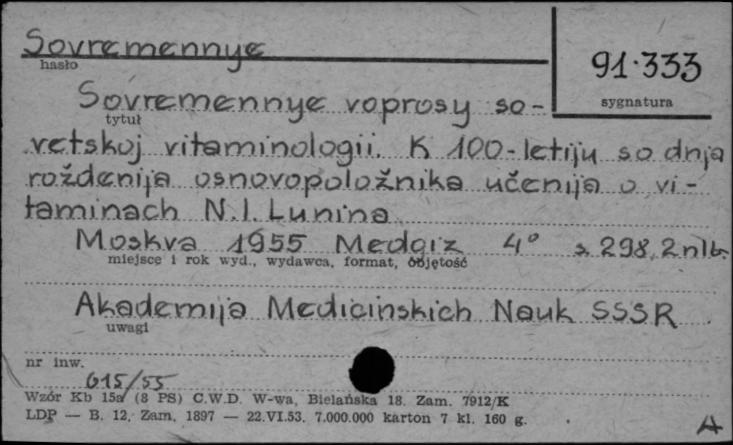 Sovremennye
hasło
91.333
sygnatura
Sovremennye voprosy so-
tytuł
vetskoj vitaminologii. K 100-letiju so dnja
roždenija osnovopoložnika učenija o vi-
taminach N.I. Lunina
Moskva 1955 Medgiz 4° s. 298, 2 nlb.
miejsce i rok wyd., wydawca, format, objętość
Akademija Medicinskich Nauk SSSR
uwagi
nr inw.
615/55
Wzór Kb 15a (8 PS) C.W.D. W-wa, Bielańska 18. Zam. 7912/K
LDP — B. 12. Zam. 1897 — 22.VI.53. 7.000.000 karton 7 kl. 160 g.
A